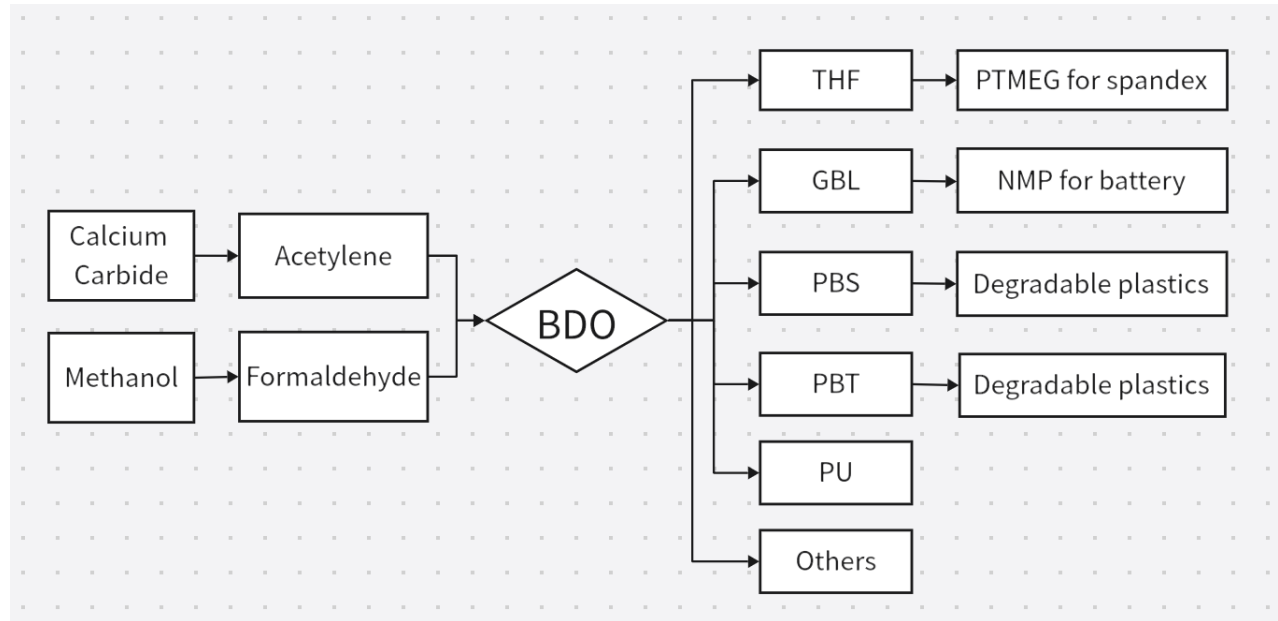 Calcium
Carbide
Acetylene
Methanol
Formaldehyde
BDO
THF
PTMEG for spandex
GBL
NMP for battery
PBS
Degradable plastics
PBT
Degradable plastics
PU
Others